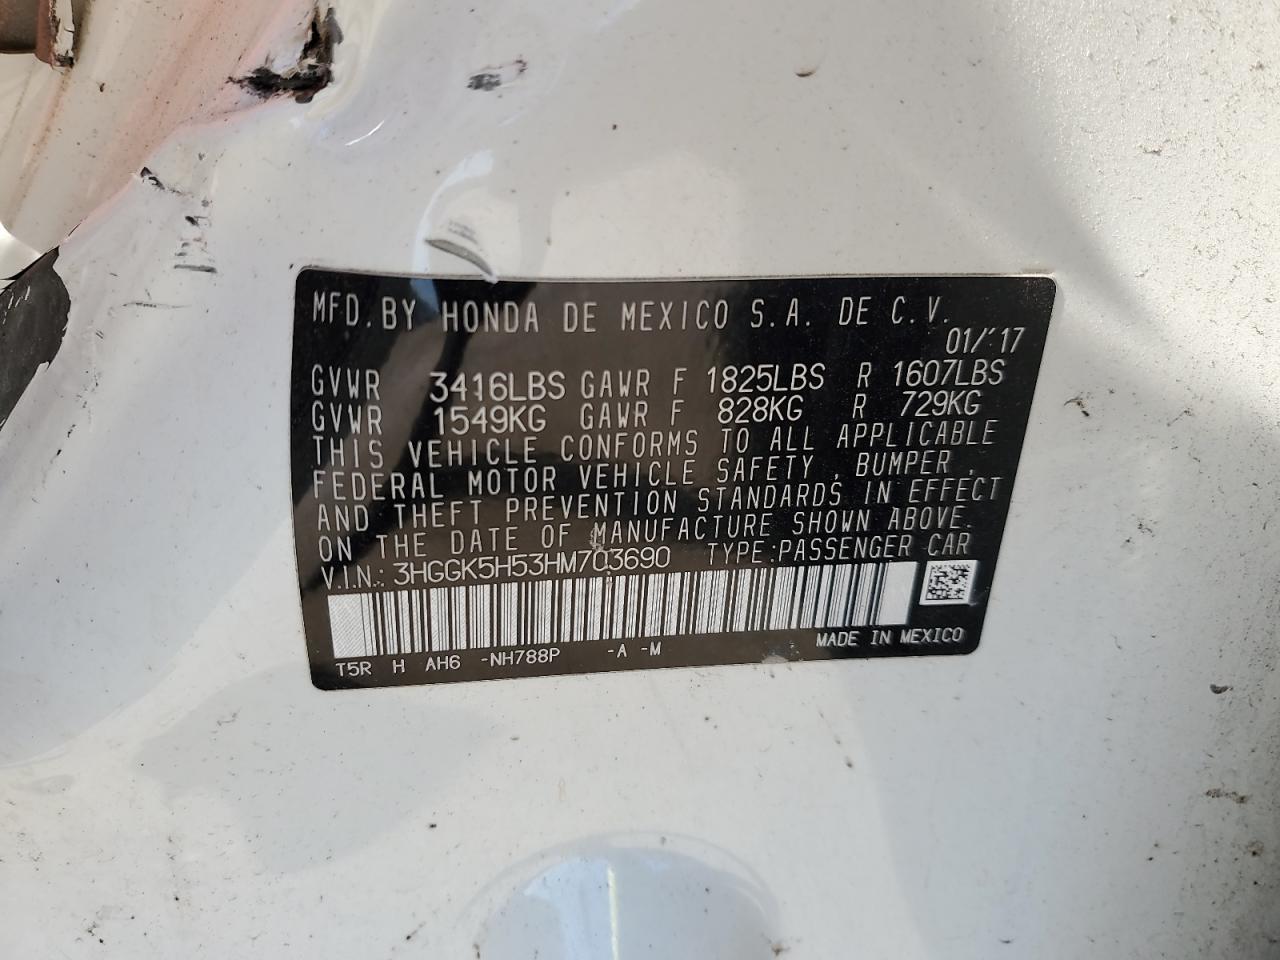 MFD. BY HONDA DE MEXICO S.A. DE C.V.
01/'17
GVWR 3416LBS GAWR F 1825LBS R 1607LBS
GVWR 1549KG GAWR F 828KG R 729KG
THIS VEHICLE CONFORMS TO ALL APPLICABLE
FEDERAL MOTOR VEHICLE SAFETY , BUMPER ,
AND THEFT PREVENTION STANDARDS IN EFFECT
ON THE DATE OF MANUFACTURE SHOWN ABOVE.
V.I.N.: 3HGGK5H53HM703690 TYPE:PASSENGER CAR
MADE IN MEXICO
T5R H AH6 -NH788P -A -M